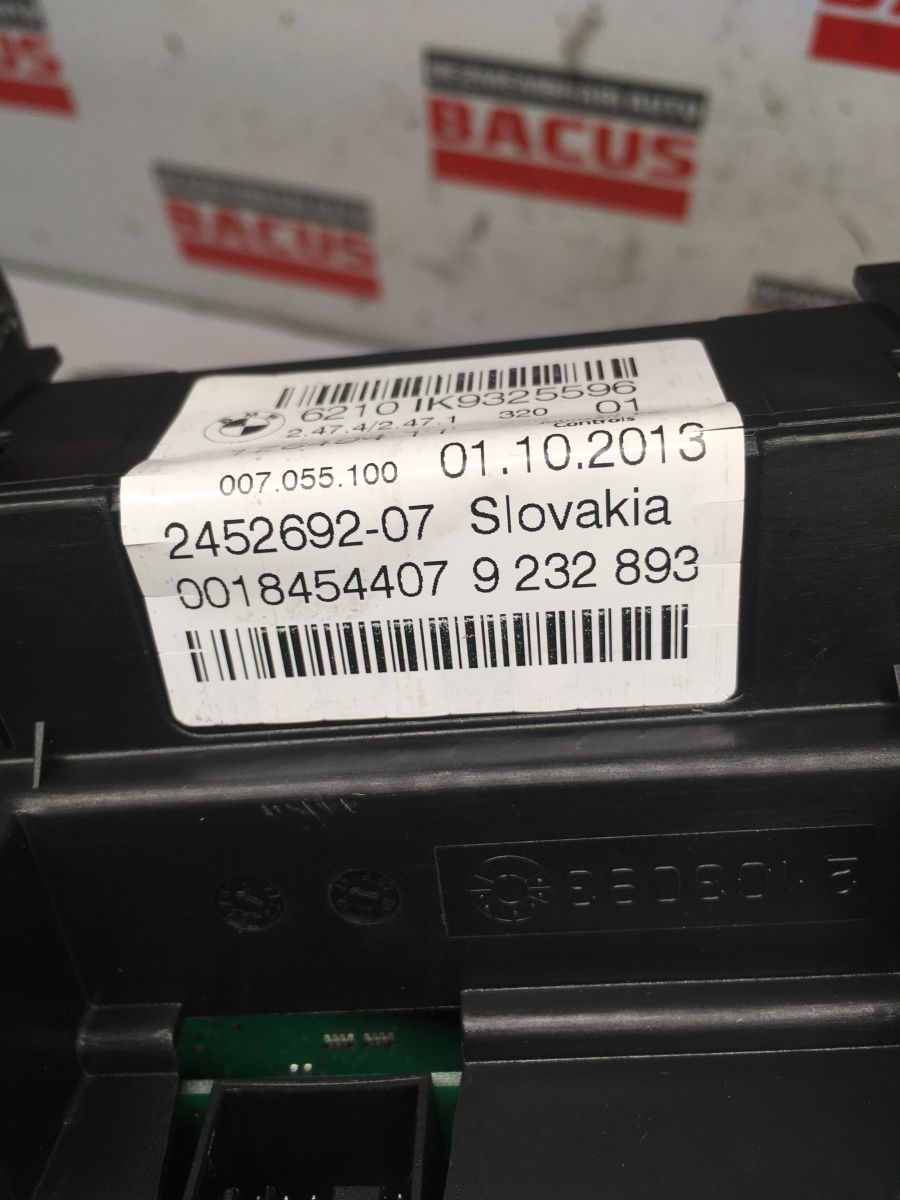 BACUS
BACUS
6210 IK9325596
2.47.4/2.47.1 320 01
Controls
007.055.100 01.10.2013
2452692-07 Slovakia
0018454407 9 232 893